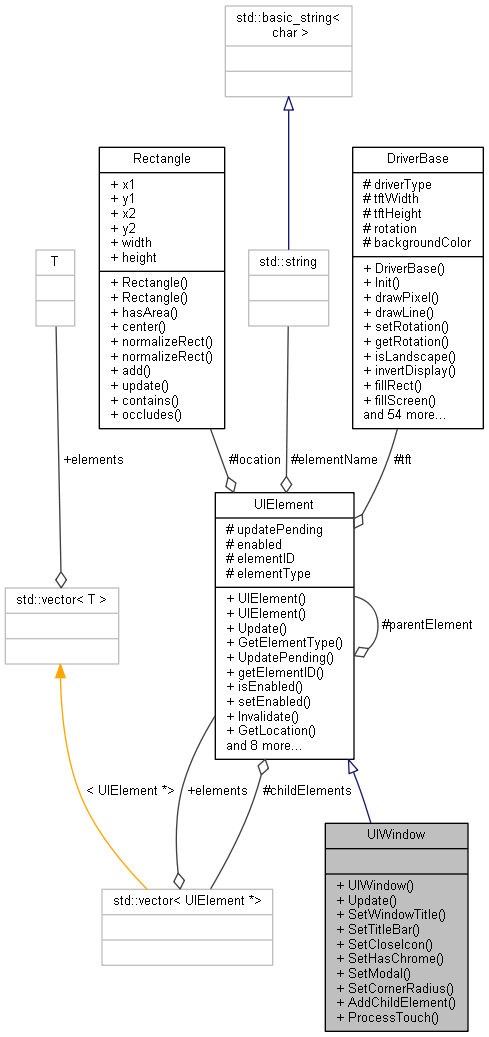 std::basic_string<
char >
Rectangle
+ x1
+ y1
+ x2
+ y2
+ width
+ height
+ Rectangle()
+ Rectangle()
+ hasArea()
+ center()
+ normalizeRect()
+ normalizeRect()
+ add()
+ update()
+ contains()
+ occludes()
DriverBase
# driverType
# tftWidth
# tftHeight
# rotation
# backgroundColor
+ DriverBase()
+ Init()
+ drawPixel()
+ drawLine()
+ setRotation()
+ getRotation()
+ isLandscape()
+ invertDisplay()
+ fillRect()
+ fillScreen()
and 54 more...
T
std::string
+elements
#location
#elementName
#tft
UIElement
# updatePending
# enabled
# elementID
# elementType
+ UIElement()
+ UIElement()
+ Update()
+ GetElementType()
+ UpdatePending()
+ getElementID()
+ isEnabled()
+ setEnabled()
+ Invalidate()
+ GetLocation()
and 8 more...
std::vector< T >
#parentElement
< UIElement *>
+elements
#childElements
UIWindow
+ UIWindow()
+ Update()
+ SetWindowTitle()
+ SetTitleBar()
+ SetCloseIcon()
+ SetHasChrome()
+ SetModal()
+ SetCornerRadius()
+ AddChildElement()
+ ProcessTouch()
std::vector< UIElement *>